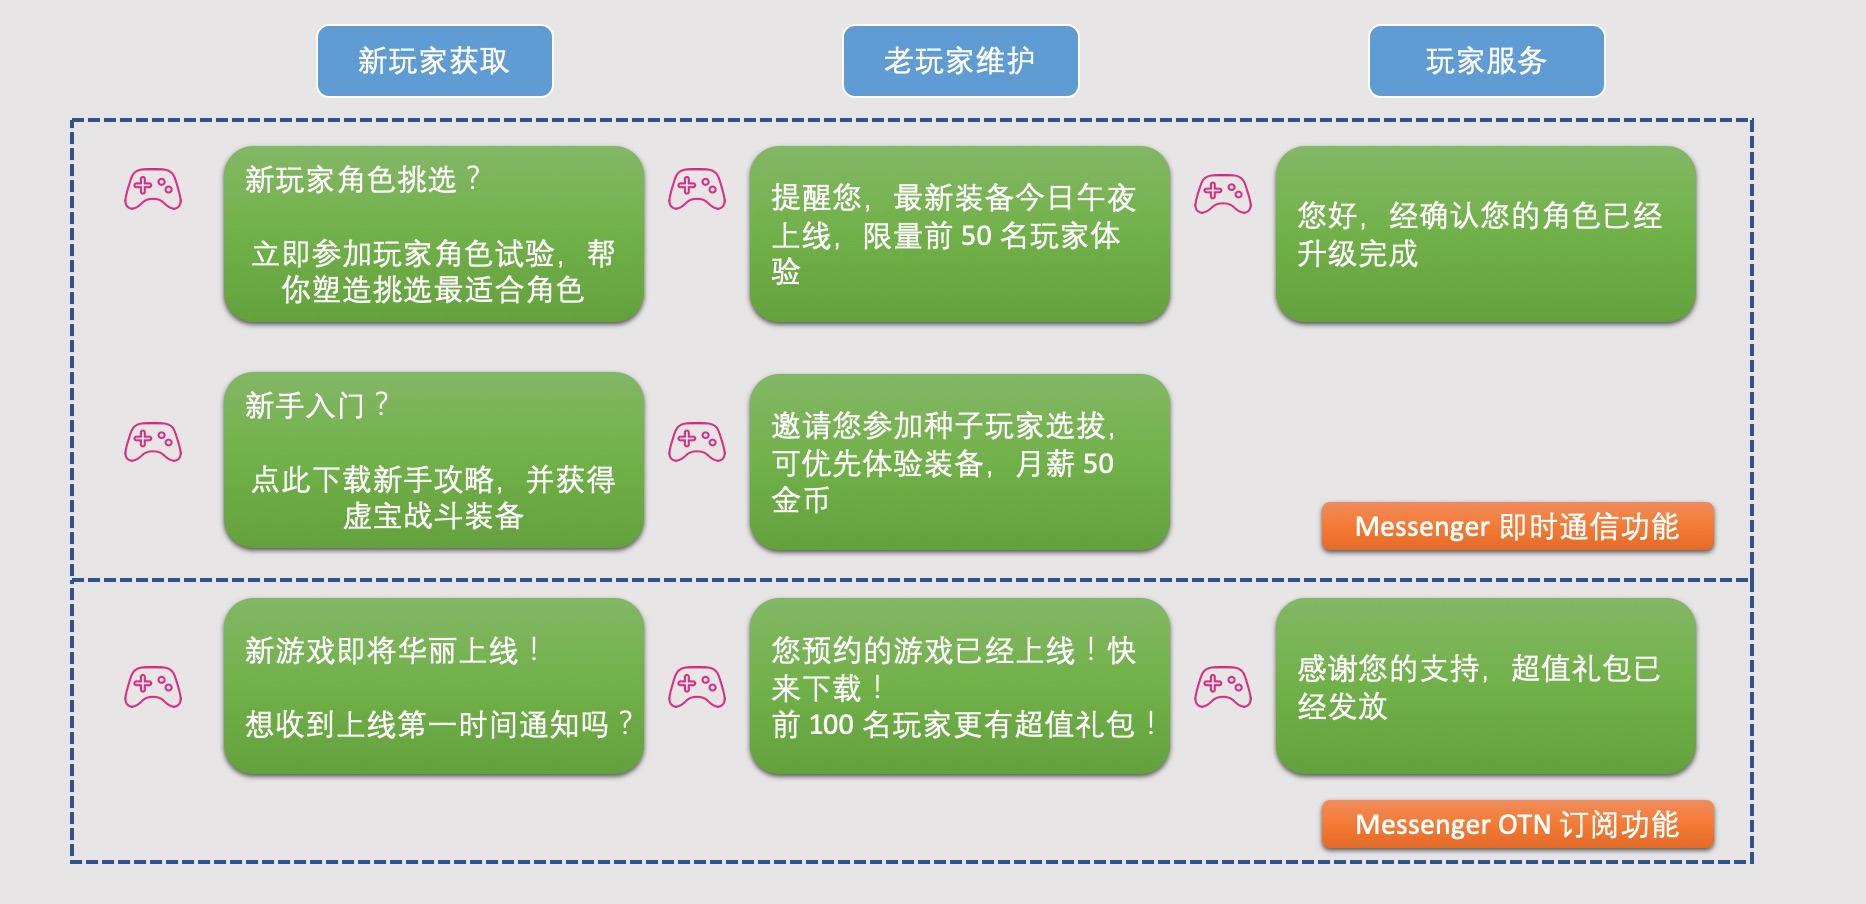 新玩家获取
老玩家维护
玩家服务
新玩家角色挑选？
立即参加玩家角色试验，帮
你塑造挑选最适合角色
提醒您，最新装备今日午夜
上线，限量前 50 名玩家体
验
您好，经确认您的角色已经
升级完成
新手入门？
点此下载新手攻略，并获得
虚宝战斗装备
邀请您参加种子玩家选拔，
可优先体验装备，月薪 50
金币
Messenger 即时通信功能
新游戏即将华丽上线！
想收到上线第一时间通知吗？
您预约的游戏已经上线！快
来下载！
前 100 名玩家更有超值礼包！
感谢您的支持，超值礼包已
经发放
Messenger OTN 订阅功能